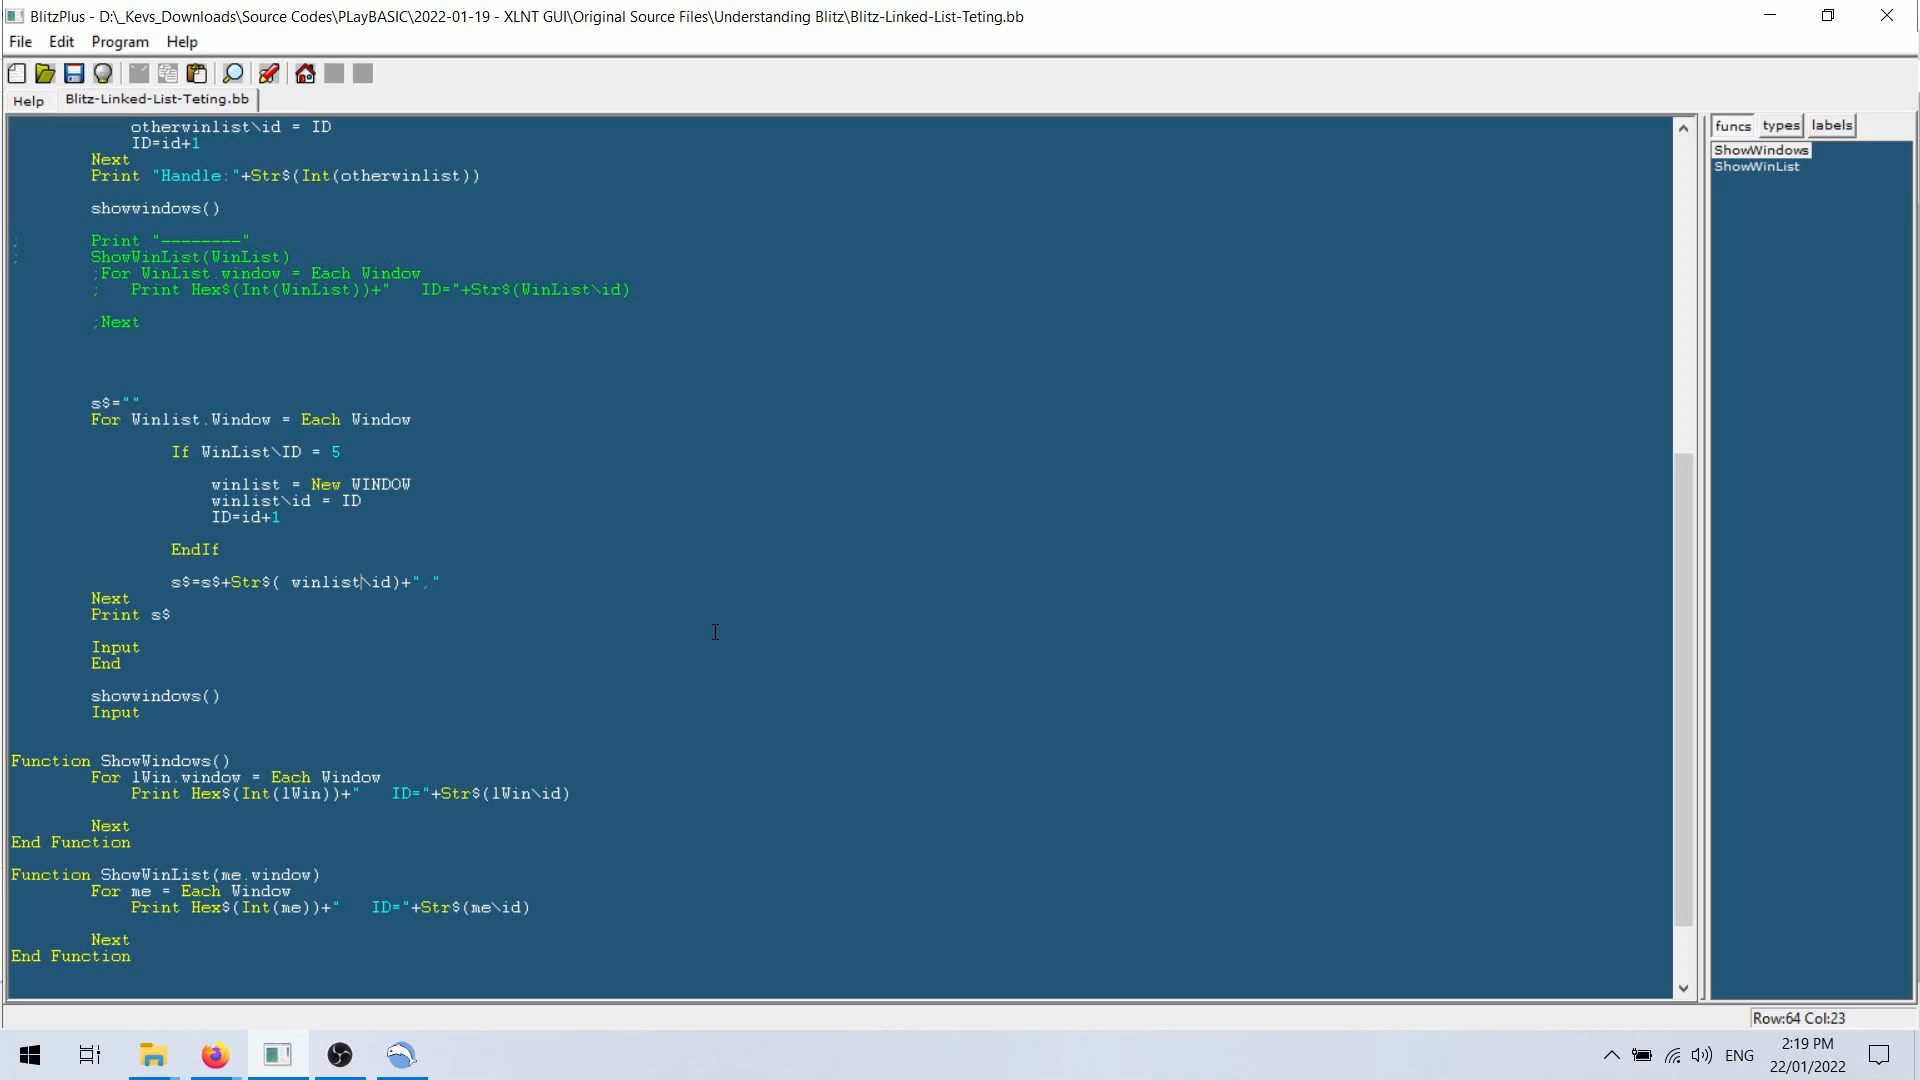 BlitzPlus - D:\_Kevs_Downloads\Source Codes\PLayBASIC\2022-01-19 - XLNT GUI\Original Source Files\Understanding Blitz\Blitz-Linked-List-Teting.bb
File Edit Program Help
Help Blitz-Linked-List-Teting.bb
otherwinlist\id = ID
ID=id+1
Next
Print "Handle:"+Str$(Int(otherwinlist))
showwindows()
; Print "--------"
; ShowWinList(WinList)
;For WinList.window = Each Window
; Print Hex$(Int(WinList))+" ID="+Str$(WinList\id)
;Next
s$=""
For Winlist.Window = Each Window
If WinList\ID = 5
winlist = New WINDOW
winlist\id = ID
ID=id+1
EndIf
s$=s$+Str$( winlist\id)+","
Next
Print s$
Input
End
showwindows()
Input
Function ShowWindows()
For lWin.window = Each Window
Print Hex$(Int(lWin))+" ID="+Str$(lWin\id)
Next
End Function
Function ShowWinList(me.window)
For me = Each Window
Print Hex$(Int(me))+" ID="+Str$(me\id)
Next
End Function
funcs types labels
ShowWindows
ShowWinList
Row:64 Col:23
ENG
2:19 PM
22/01/2022